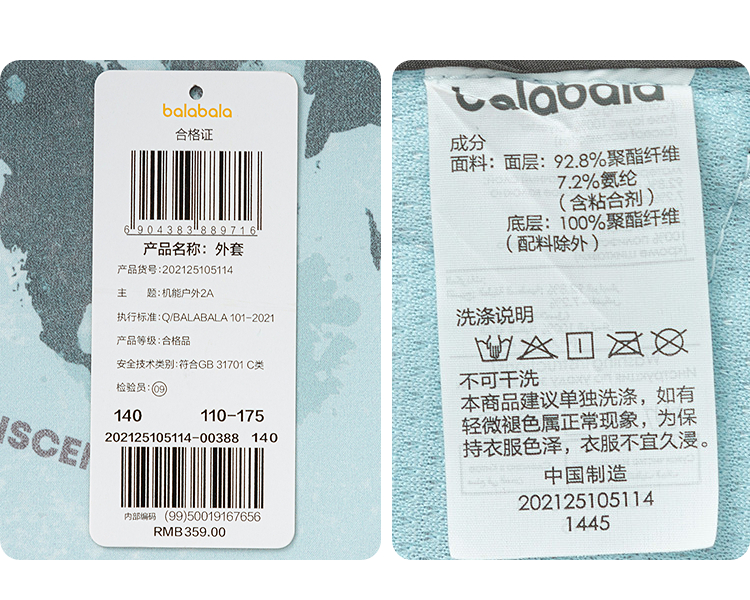 balabala
合格证
6904383889716
产品名称：外套
产品货号：202125105114
主　题：机能户外2A
执行标准：Q/BALABALA 101-2021
产品等级：合格品
安全技术类别：符合GB 31701 C类
检验员：09
140 110-175
202125105114-00388 140
内部编码 (99)50019167656
RMB359.00
NSCEN
balabala
成分
面料：面层：92.8%聚酯纤维
7.2%氨纶
（含粘合剂）
底层：100%聚酯纤维
（配料除外）
洗涤说明
不可干洗
本商品建议单独洗涤，如有
轻微褪色属正常现象，为保
持衣服色泽，衣服不宜久浸。
中国制造
202125105114
1445